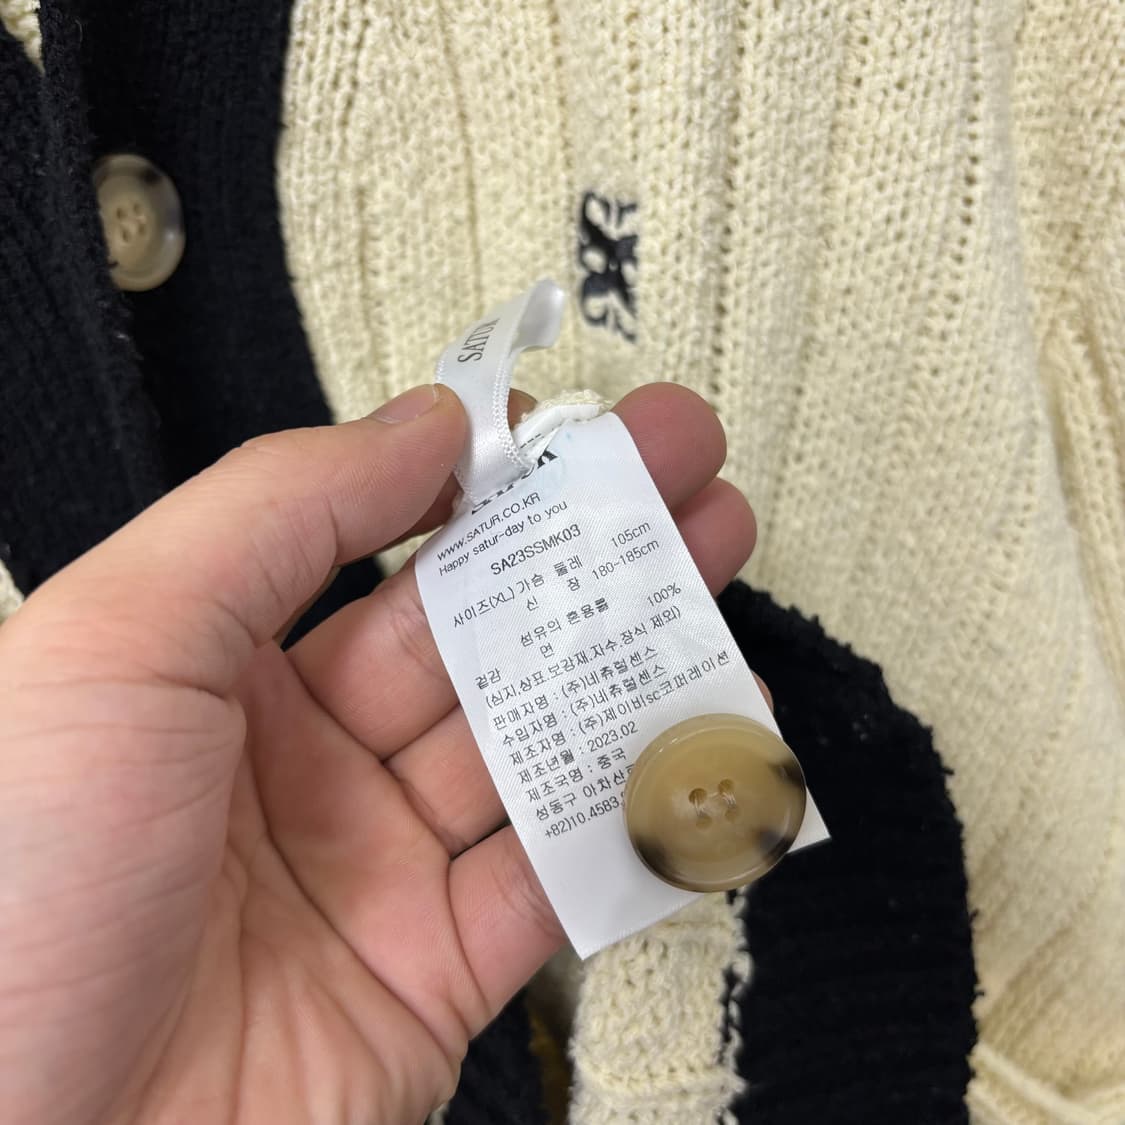 SATUR
SATUR
www.SATUR.CO.KR
Happy satur-day to you
SA23SSMK03
사이즈(XL) 가슴 둘레 105cm
신 장 180-185cm
섬유의 혼용률
겉감 면 100%
(심지,상표,보강재,자수,장식 제외)
판매자명 : (주)네츄럴센스
수입자명 : (주)네츄럴센스
제조자명 : (주)제이비sc코퍼레이션
제조년월 : 2023.02
제조국명 : 중국
성동구 아차산로
+82)10.4583.